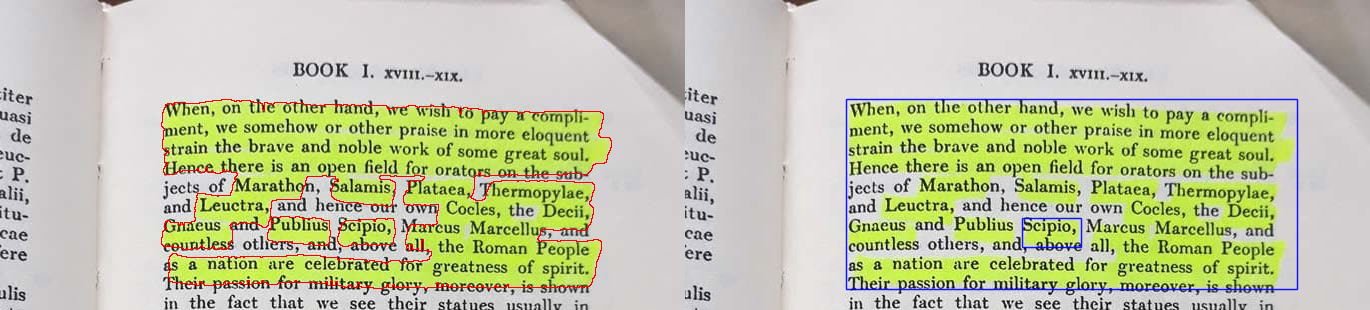 BOOK I. XVIII.-XIX.
When, on the other hand, we wish to pay a compli-
ment, we somehow or other praise in more eloquent
strain the brave and noble work of some great soul.
Hence there is an open field for orators on the sub-
jects of Marathon, Salamis, Plataea, Thermopylae,
and Leuctra, and hence our own Cocles, the Decii,
Gnaeus and Publius Scipio, Marcus Marcellus, and
countless others, and, above all, the Roman People
as a nation are celebrated for greatness of spirit.
Their passion for military glory, moreover, is shown
in the fact that we see their statues usually in
iter
uasi
de
euc-
P.
alii,
itu-
cae
ere
ulis
BOOK I. XVIII.-XIX.
When, on the other hand, we wish to pay a compli-
ment, we somehow or other praise in more eloquent
strain the brave and noble work of some great soul.
Hence there is an open field for orators on the sub-
jects of Marathon, Salamis, Plataea, Thermopylae,
and Leuctra, and hence our own Cocles, the Decii,
Gnaeus and Publius Scipio, Marcus Marcellus, and
countless others, and, above all, the Roman People
as a nation are celebrated for greatness of spirit.
Their passion for military glory, moreover, is shown
in the fact that we see their statues usually in
iter
uasi
de
euc-
P.
alii,
itu-
cae
ere
ulis